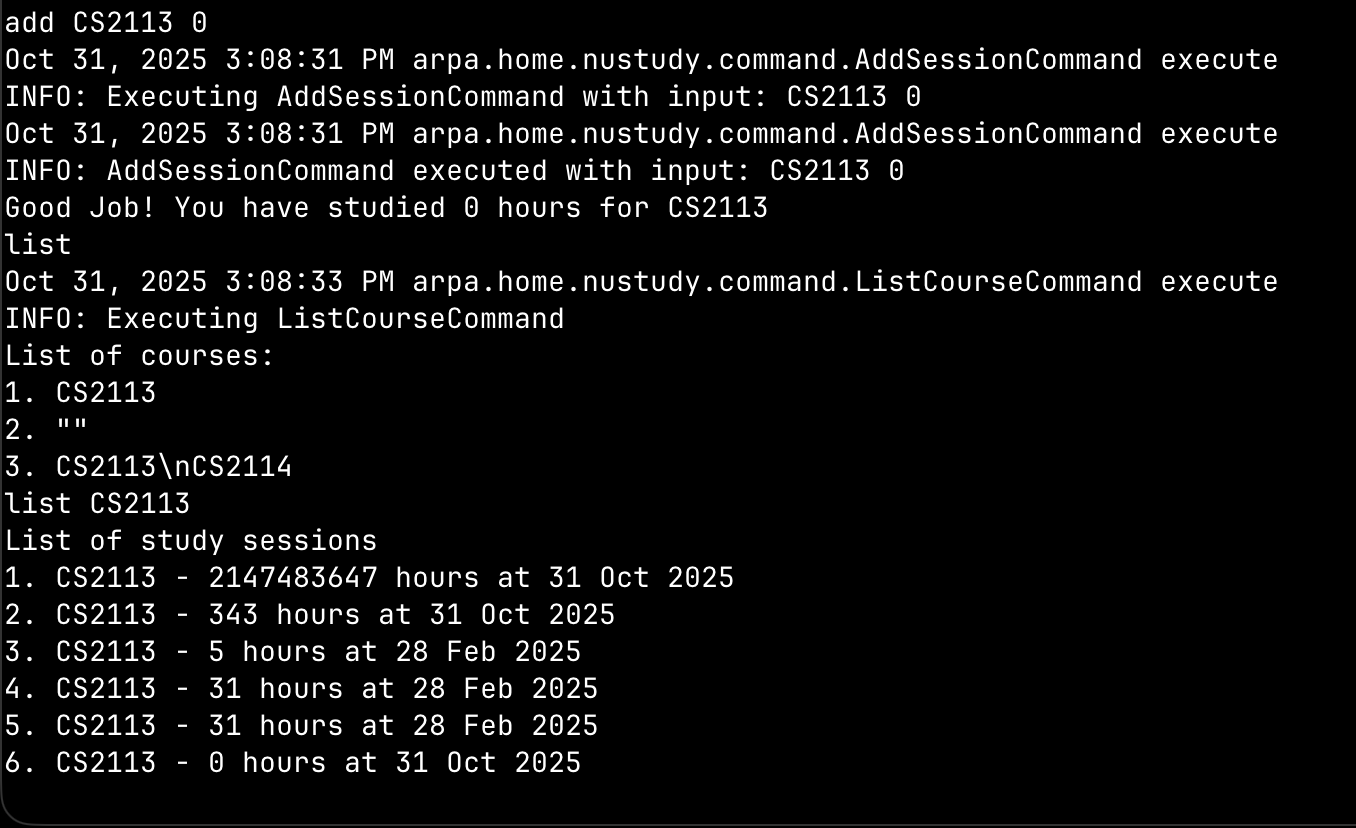 add CS2113 0
Oct 31, 2025 3:08:31 PM arpa.home.nustudy.command.AddSessionCommand execute
INFO: Executing AddSessionCommand with input: CS2113 0
Oct 31, 2025 3:08:31 PM arpa.home.nustudy.command.AddSessionCommand execute
INFO: AddSessionCommand executed with input: CS2113 0
Good Job! You have studied 0 hours for CS2113
list
Oct 31, 2025 3:08:33 PM arpa.home.nustudy.command.ListCourseCommand execute
INFO: Executing ListCourseCommand
List of courses:
1. CS2113
2. ""
3. CS2113\nCS2114
list CS2113
List of study sessions
1. CS2113 - 2147483647 hours at 31 Oct 2025
2. CS2113 - 343 hours at 31 Oct 2025
3. CS2113 - 5 hours at 28 Feb 2025
4. CS2113 - 31 hours at 28 Feb 2025
5. CS2113 - 31 hours at 28 Feb 2025
6. CS2113 - 0 hours at 31 Oct 2025